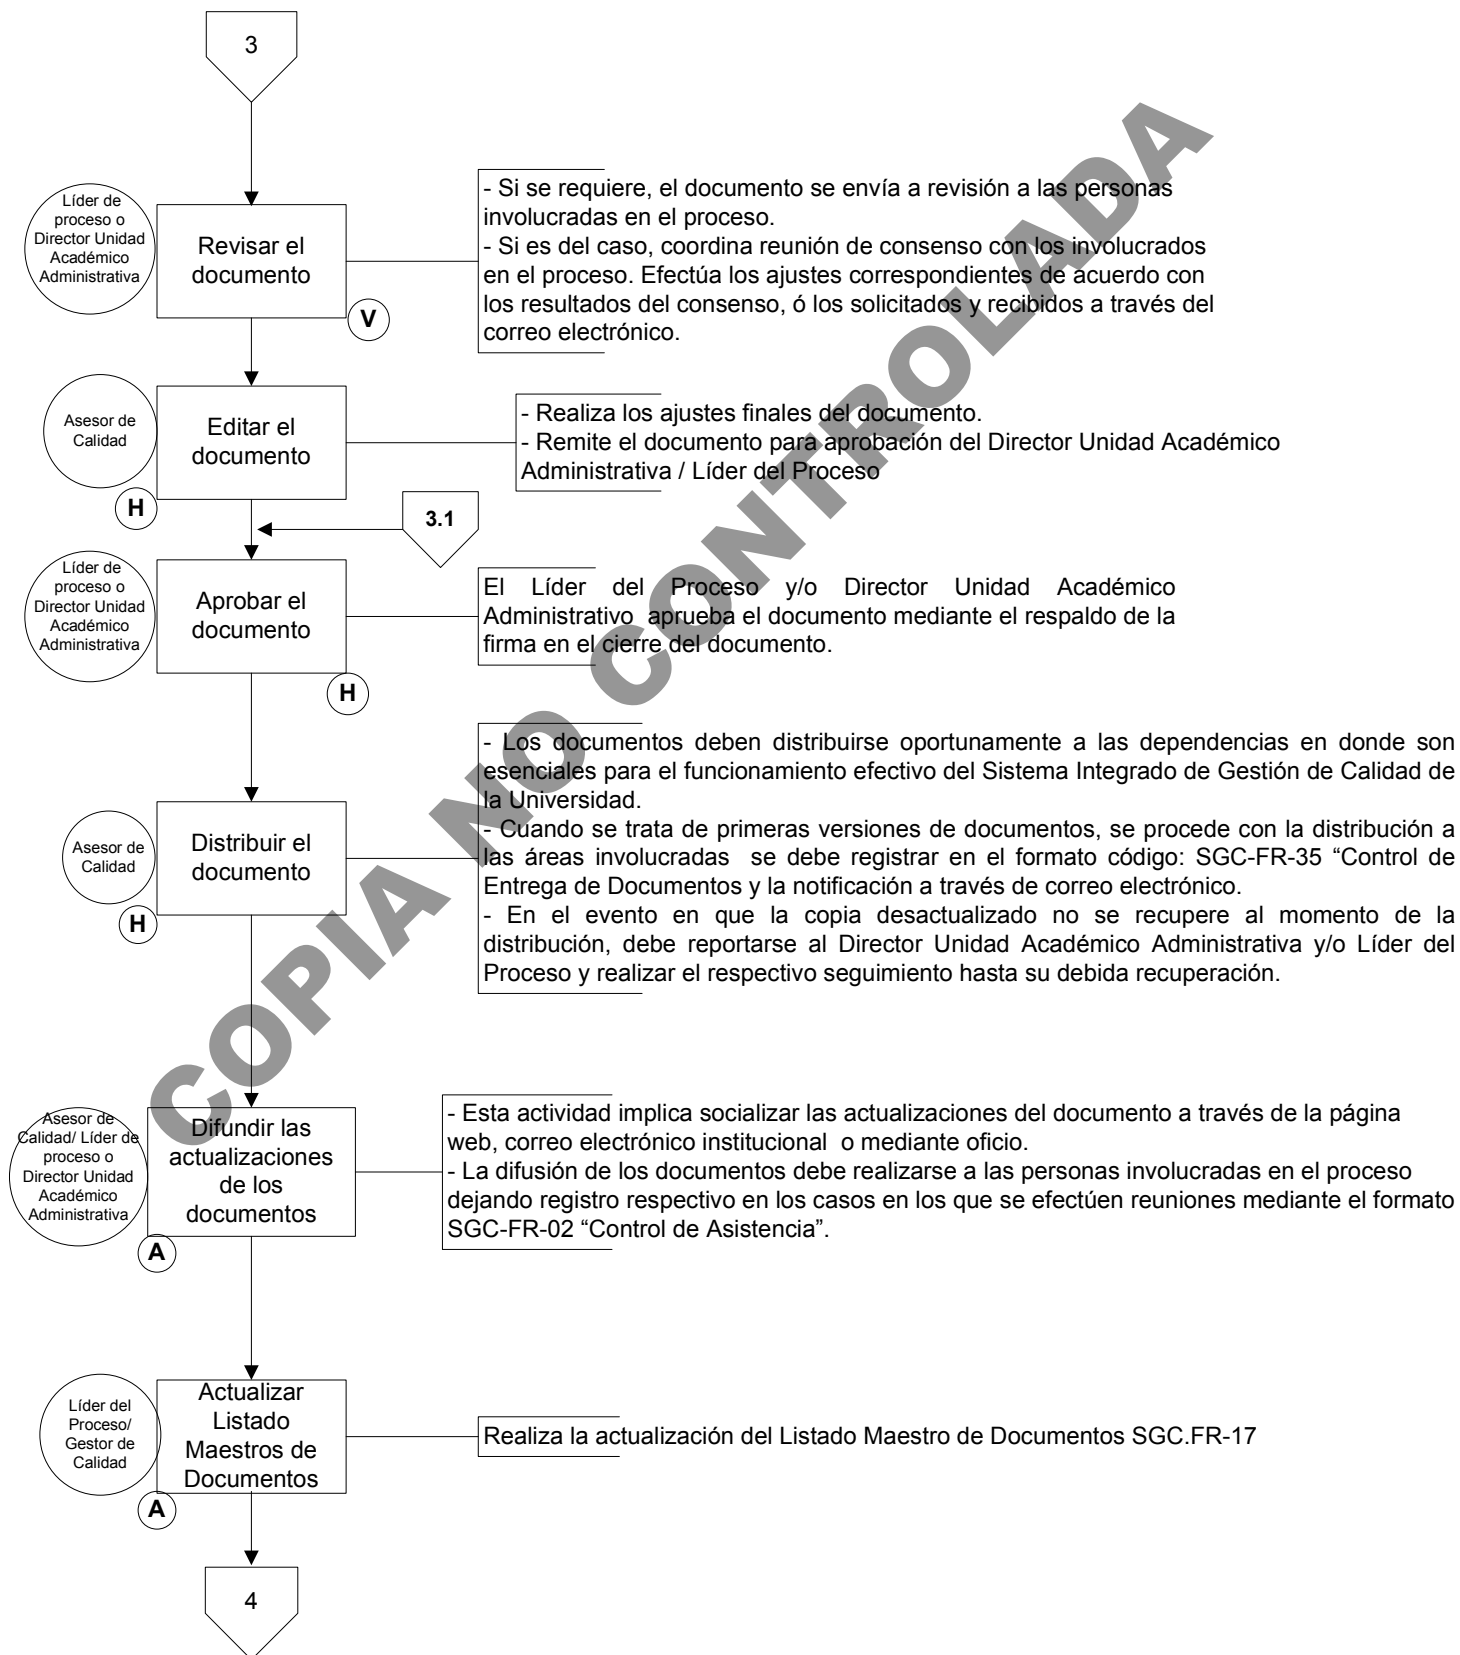 3
Líder de
proceso o
Director Unidad
Académico
Administrativa
Revisar el
documento
V
- Si se requiere, el documento se envía a revisión a las personas
involucradas en el proceso.
- Si es del caso, coordina reunión de consenso con los involucrados
en el proceso. Efectúa los ajustes correspondientes de acuerdo con
los resultados del consenso, ó los solicitados y recibidos a través del
correo electrónico.
Asesor de
Calidad
Editar el
documento
H
- Realiza los ajustes finales del documento.
- Remite el documento para aprobación del Director Unidad Académico
Administrativa / Líder del Proceso
3.1
Líder de
proceso o
Director Unidad
Académico
Administrativa
Aprobar el
documento
H
El Líder del Proceso y/o Director Unidad Académico
Administrativo aprueba el documento mediante el respaldo de la
firma en el cierre del documento.
Asesor de
Calidad
Distribuir el
documento
H
- Los documentos deben distribuirse oportunamente a las dependencias en donde son
esenciales para el funcionamiento efectivo del Sistema Integrado de Gestión de Calidad de
la Universidad.
- Cuando se trata de primeras versiones de documentos, se procede con la distribución a
las áreas involucradas se debe registrar en el formato código: SGC-FR-35 “Control de
Entrega de Documentos y la notificación a través de correo electrónico.
- En el evento en que la copia desactualizado no se recupere al momento de la
distribución, debe reportarse al Director Unidad Académico Administrativa y/o Líder del
Proceso y realizar el respectivo seguimiento hasta su debida recuperación.
Asesor de
Calidad/ Líder de
proceso o
Director Unidad
Académico
Administrativa
Difundir las
actualizaciones
de los
documentos
A
- Esta actividad implica socializar las actualizaciones del documento a través de la página
web, correo electrónico institucional o mediante oficio.
- La difusión de los documentos debe realizarse a las personas involucradas en el proceso
dejando registro respectivo en los casos en los que se efectúen reuniones mediante el formato
SGC-FR-02 “Control de Asistencia”.
Líder del
Proceso/
Gestor de
Calidad
Actualizar
Listado
Maestros de
Documentos
A
Realiza la actualización del Listado Maestro de Documentos SGC.FR-17
4
COPIA NO CONTROLADA